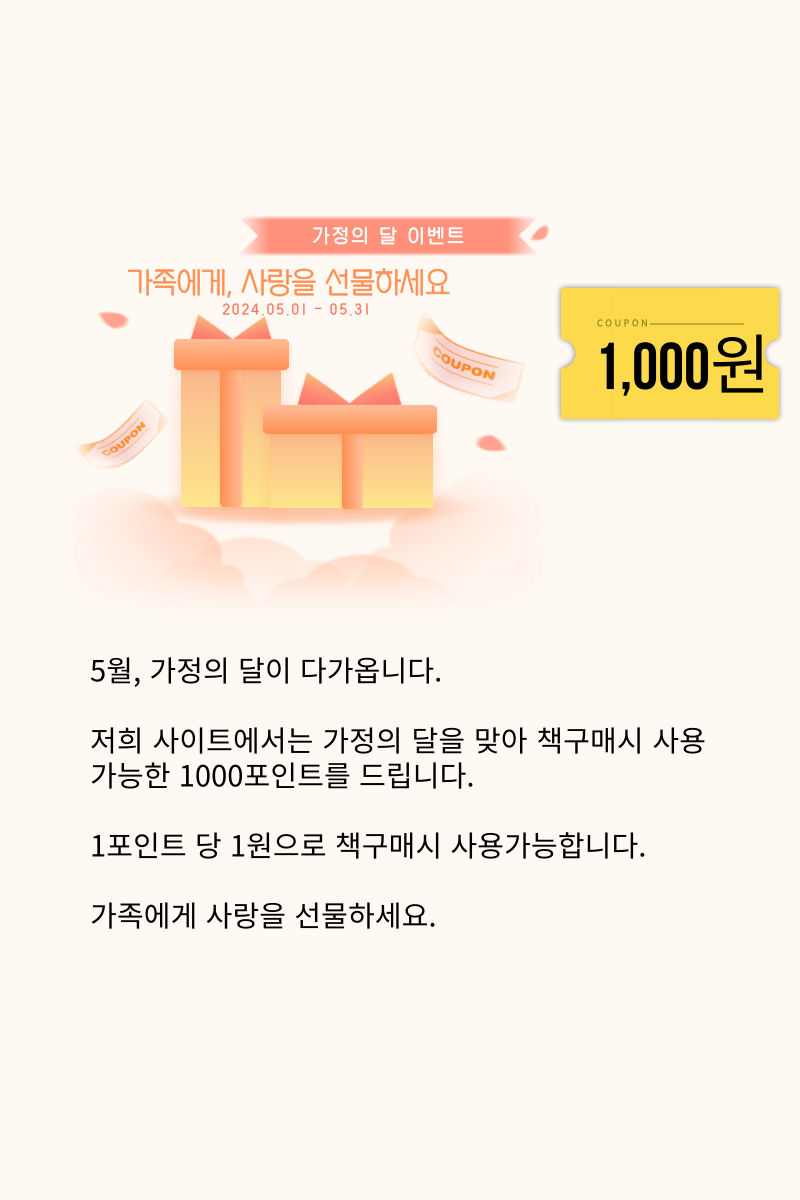 가정의 달 이벤트
가족에게, 사랑을 선물하세요
2024.05.01 - 05.31
COUPON
COUPON
COUPON
1,000원
5월, 가정의 달이 다가옵니다.
저희 사이트에서는 가정의 달을 맞아 책구매시 사용
가능한 1000포인트를 드립니다.
1포인트 당 1원으로 책구매시 사용가능합니다.
가족에게 사랑을 선물하세요.